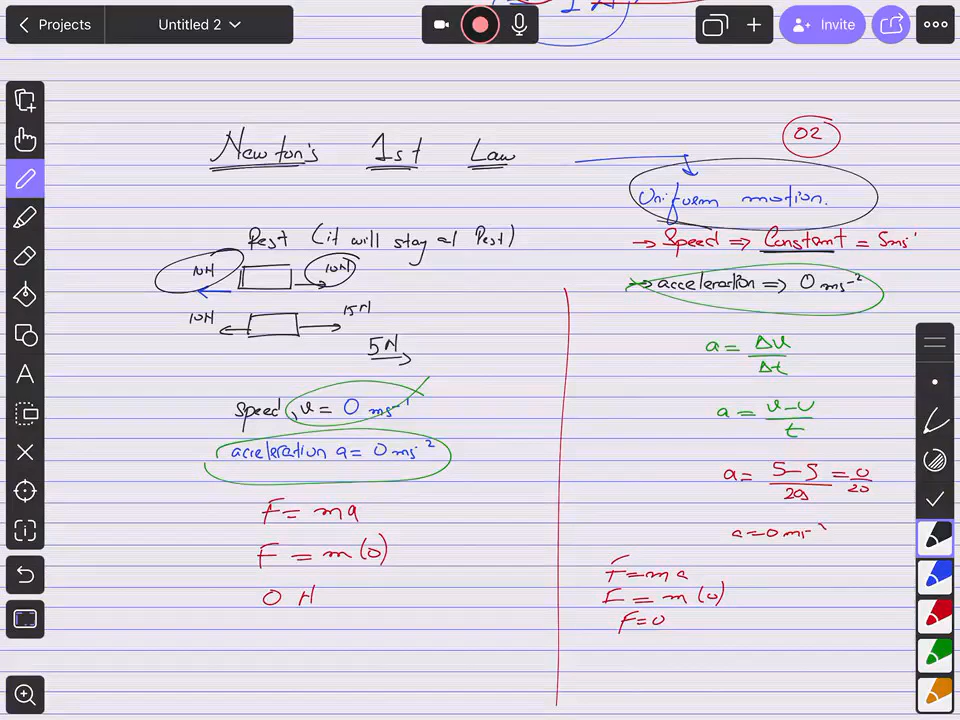 Projects
Untitled 2
Invite
Newton's 1st Law
02
Uniform motion.
Rest (it will stay at Rest)
10N 10N
10N 15N
5N
speed, v = 0 ms⁻¹
acceleration a = 0 ms⁻²
F = ma
F = m(0)
0 N
→ Speed ⇒ Constant = 5ms⁻¹
→ acceleration ⇒ 0 ms⁻²
a = Δv/Δt
a = v-u/t
a = 5-5/20s = 0/20
a = 0 ms⁻²
F = ma
F = m(0)
F = 0